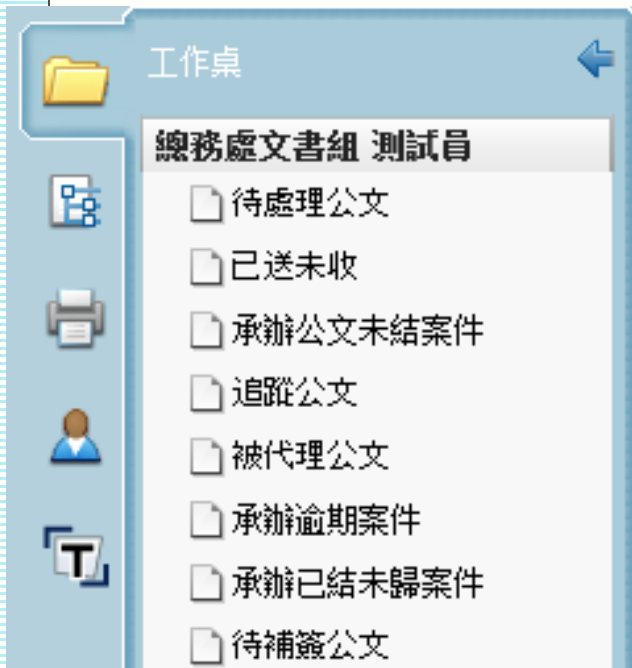 工作桌
總務處文書組 測試員
待處理公文
已送未收
承辦公文未結案件
追蹤公文
被代理公文
承辦逾期案件
承辦已結未歸案件
待補簽公文
T